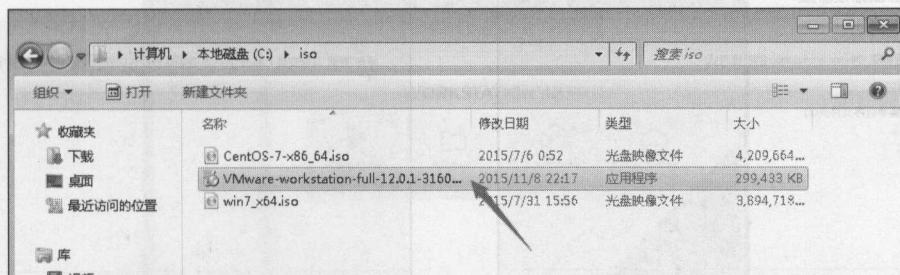 计算机 ▸ 本地磁盘 (C:) ▸ iso
搜索 iso
组织 打开 新建文件夹
名称 修改日期 类型 大小
收藏夹
下载 CentOS-7-x86_64.iso 2015/7/6 0:52 光盘映像文件 4,209,664...
桌面 VMware-workstation-full-12.0.1-3160... 2015/11/8 22:17 应用程序 299,433 KB
最近访问的位置 win7_x64.iso 2015/7/31 15:56 光盘映像文件 3,894,718...
库